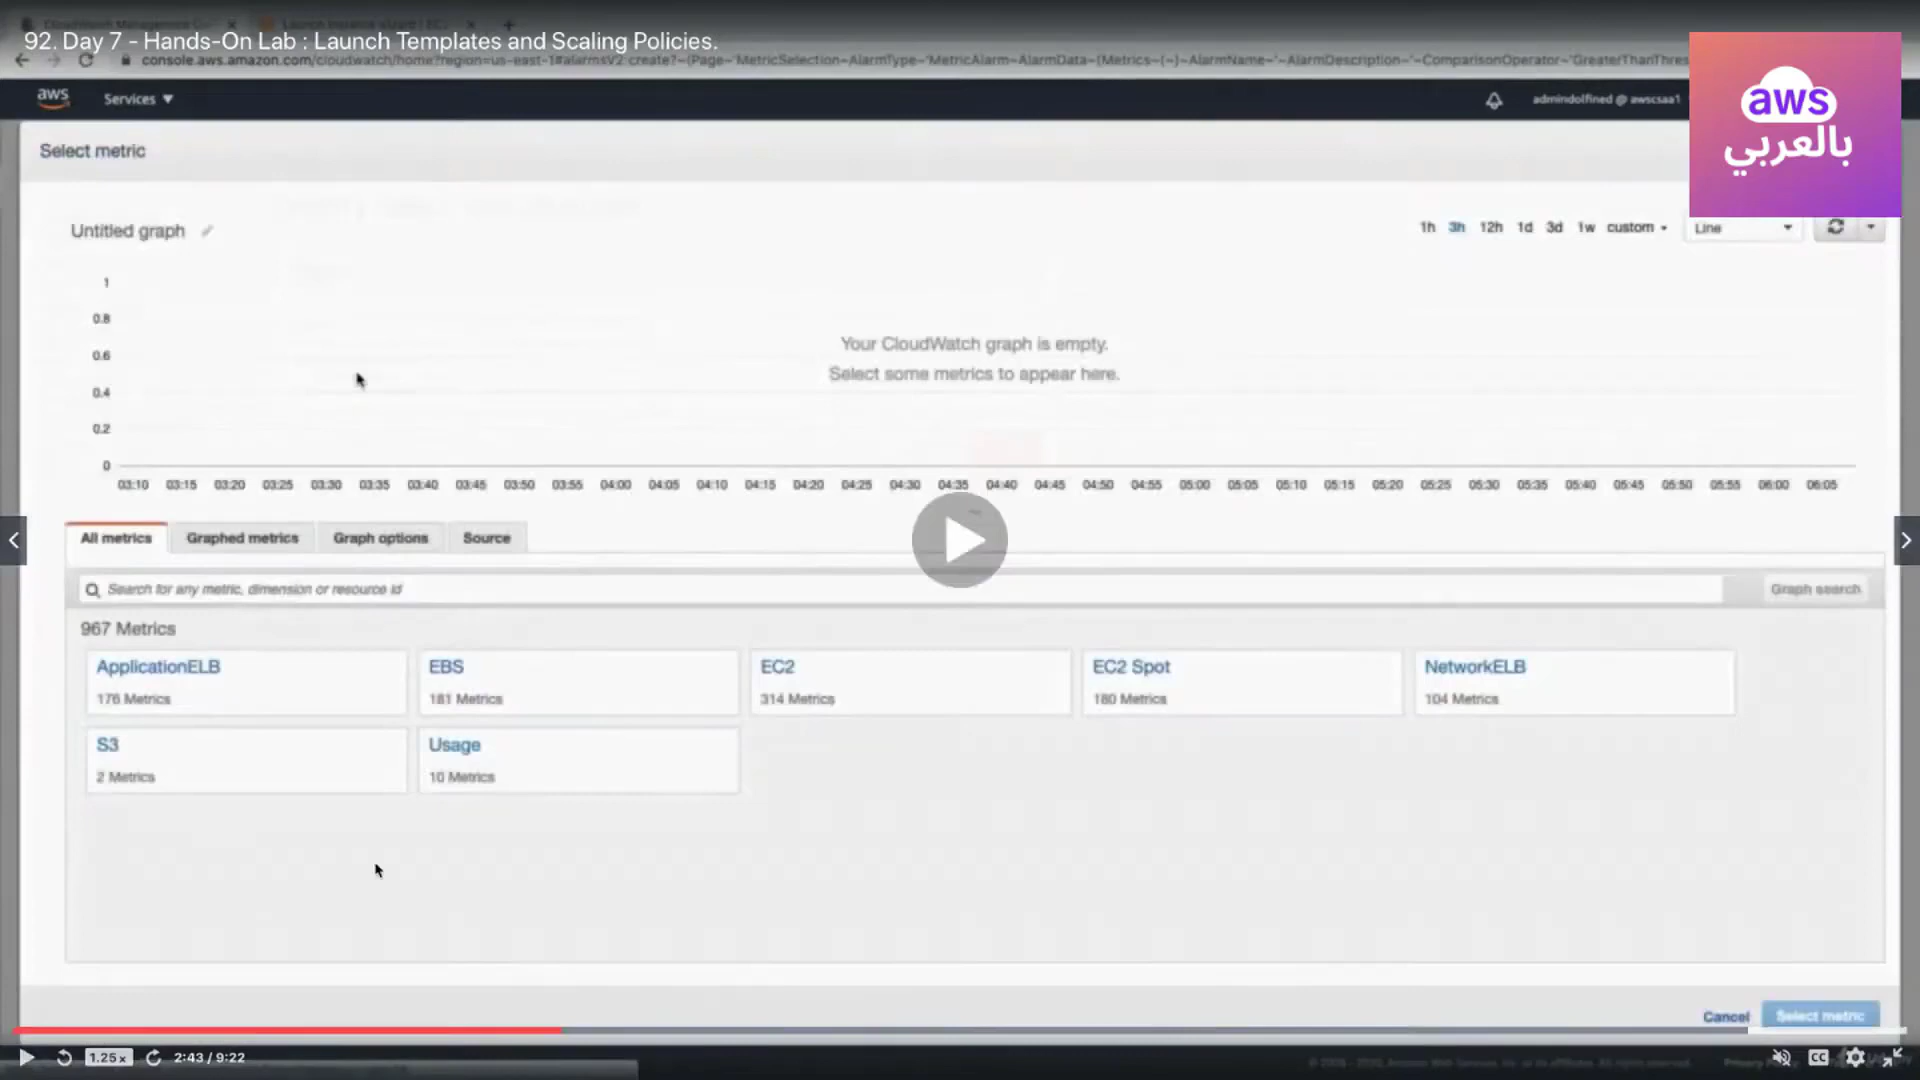 92. Day 7 - Hands-On Lab : Launch Templates and Scaling Policies.
console.aws.amazon.com/cloudwatch/home?region=us-east-1#alarmsV2:create?~(Page~'MetricSelection~AlarmType~'MetricAlarm~AlarmData~(Metrics~(~)~AlarmName~'~AlarmDescription~'~ComparisonOperator~'GreaterThanThres
aws Services admindolfined @ awscsaa1
aws
بالعربي
Select metric
Untitled graph 1h 3h 12h 1d 3d 1w custom Line
1
0.8
0.6
0.4
0.2
0
Your CloudWatch graph is empty.
Select some metrics to appear here.
03:10 03:15 03:20 03:25 03:30 03:35 03:40 03:45 03:50 03:55 04:00 04:05 04:10 04:15 04:20 04:25 04:30 04:35 04:40 04:45 04:50 04:55 05:00 05:05 05:10 05:15 05:20 05:25 05:30 05:35 05:40 05:45 05:50 05:55 06:00 06:05
All metrics Graphed metrics Graph options Source
Search for any metric, dimension or resource id Graph search
967 Metrics
ApplicationELB EBS EC2 EC2 Spot NetworkELB
176 Metrics 181 Metrics 314 Metrics 180 Metrics 104 Metrics
S3 Usage
2 Metrics 10 Metrics
Cancel Select metric
1.25x 2:43 / 9:22 CC